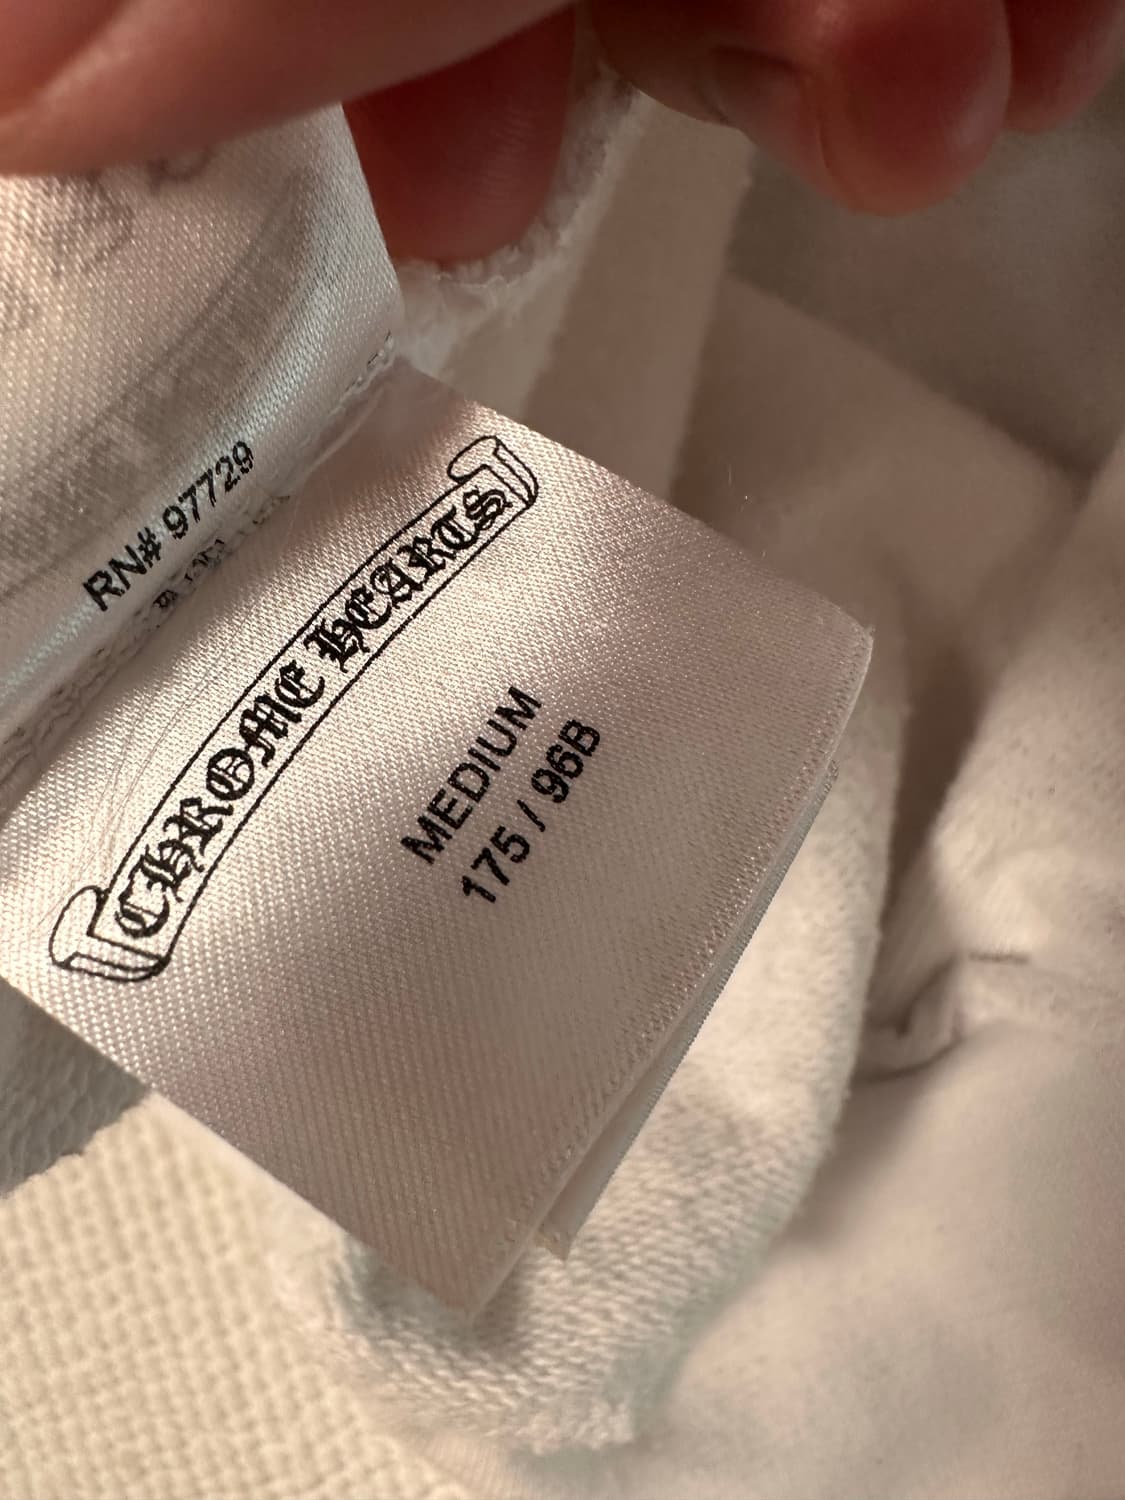 RN# 97729
CHROME HEARTS
MEDIUM
175 / 96B